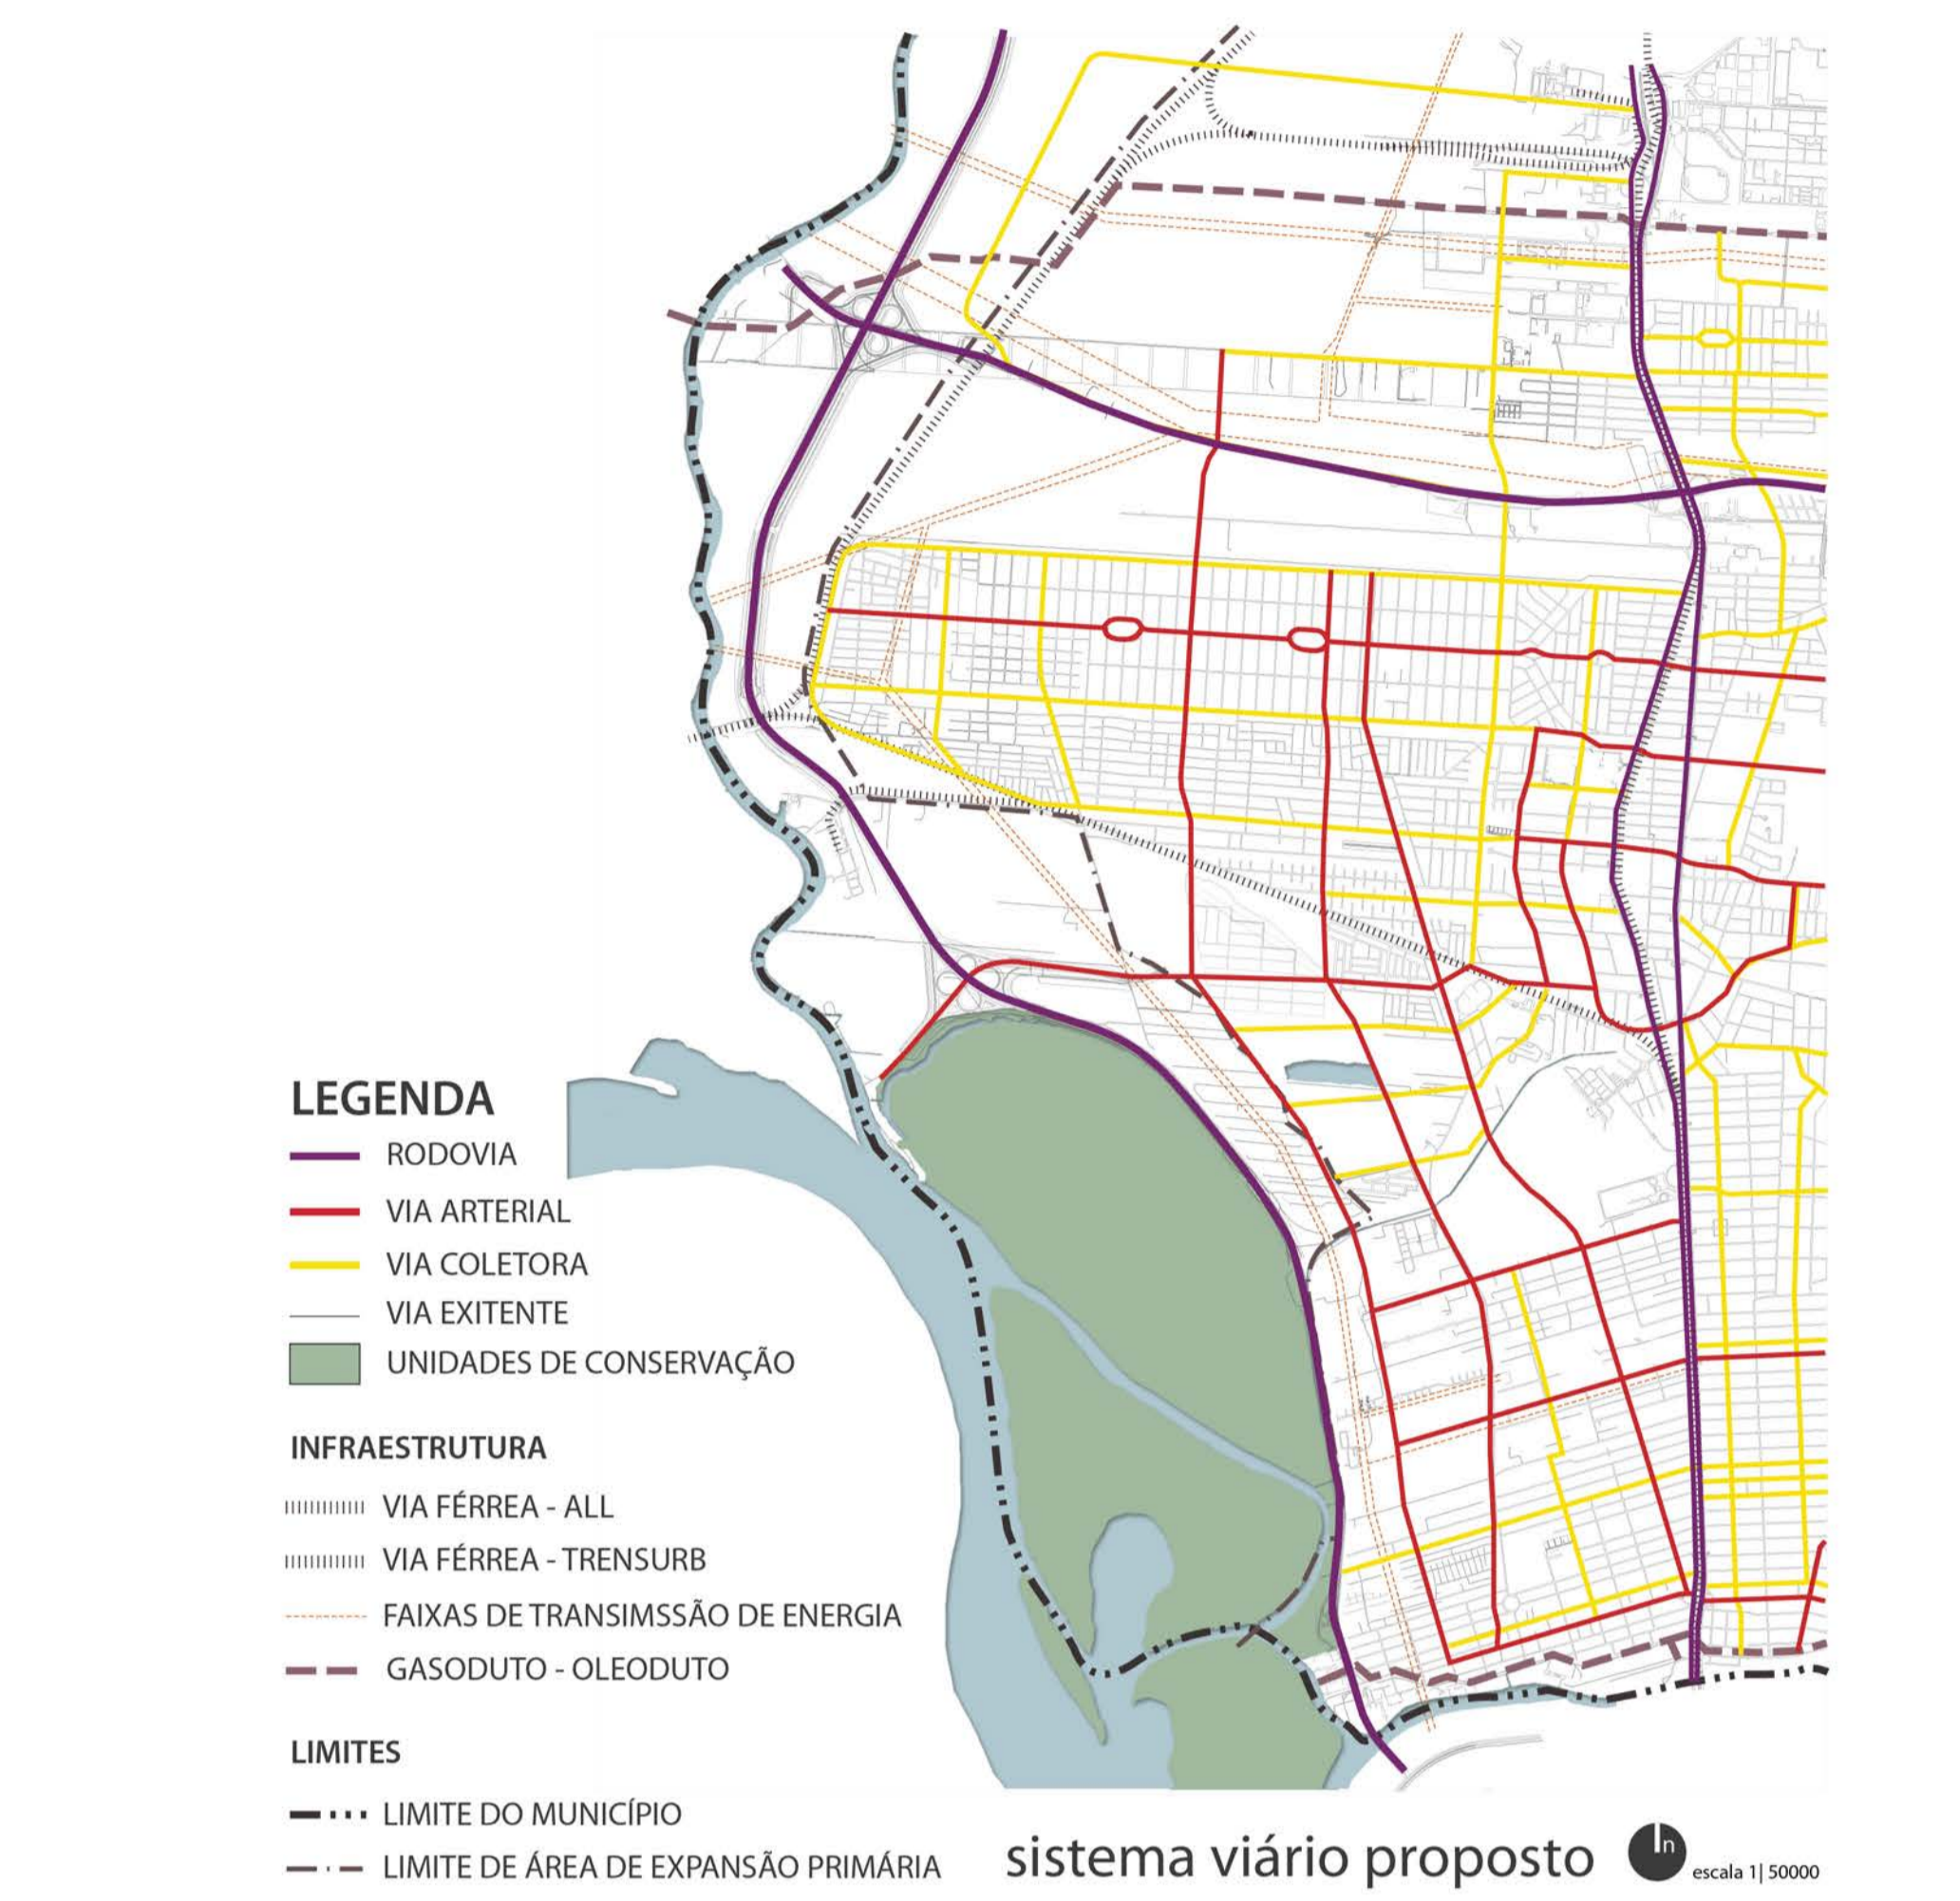 LEGENDA
RODOVIA
VIA ARTERIAL
VIA COLETORA
VIA EXITENTE
UNIDADES DE CONSERVAÇÃO
INFRAESTRUTURA
VIA FÉRREA - ALL
VIA FÉRREA - TRENSURB
FAIXAS DE TRANSIMSSÃO DE ENERGIA
GASODUTO - OLEODUTO
LIMITES
LIMITE DO MUNICÍPIO
LIMITE DE ÁREA DE EXPANSÃO PRIMÁRIA
sistema viário proposto
n
escala 1| 50000